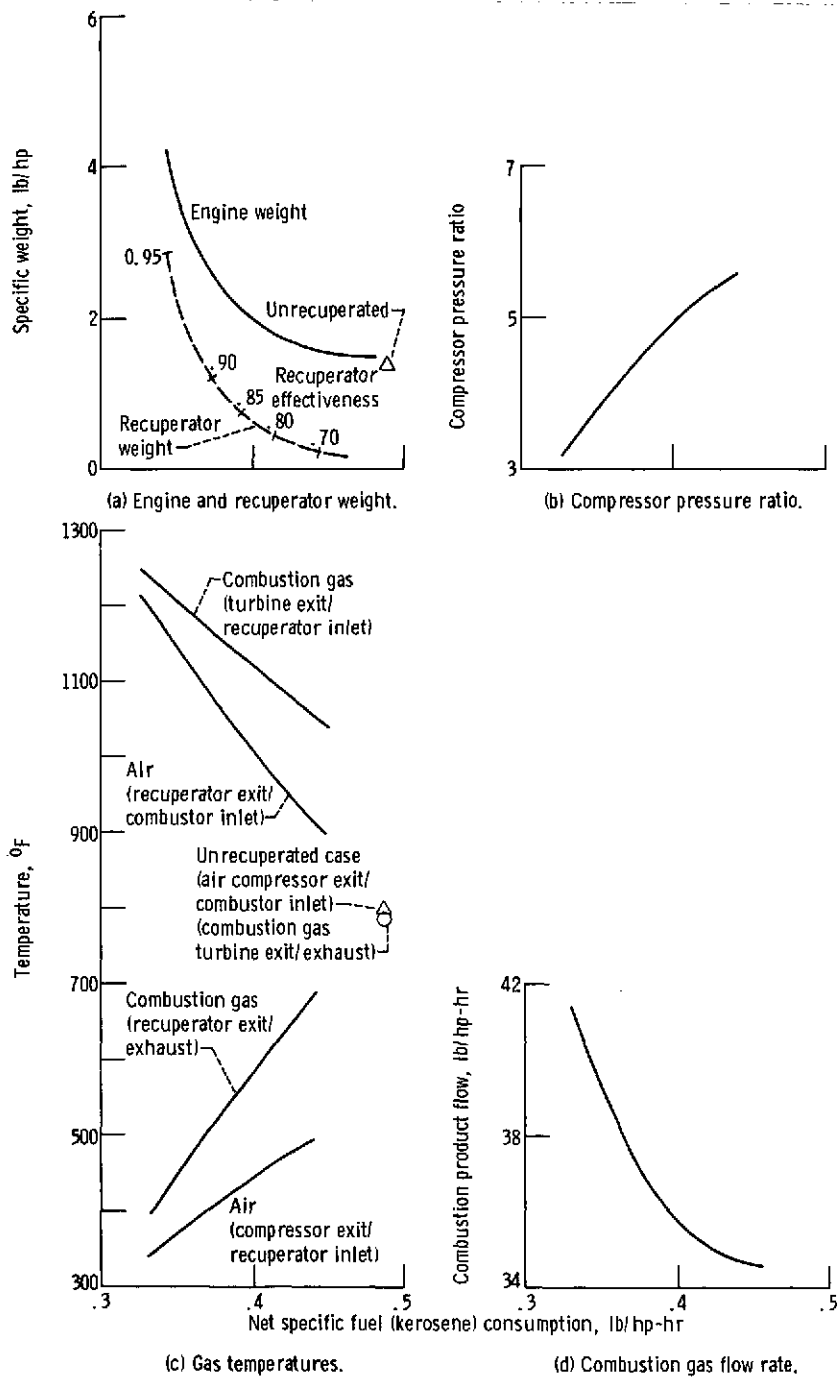 6
4
2
0
Specific weight, lb/hp
Engine weight
0.95
Unrecuperated
.90
Recuperator
effectiveness
.85
.80
.70
Recuperator
weight
.3
.4
.5
(a) Engine and recuperator weight.
7
5
3
Compressor pressure ratio
(b) Compressor pressure ratio.
1300
1100
900
700
500
300
Temperature, °F
Combustion gas
(turbine exit/
recuperator inlet)
Air
(recuperator exit/
combustor inlet)
Unrecuperated case
(air compressor exit/
combustor inlet)
(combustion gas
turbine exit/exhaust)
Combustion gas
(recuperator exit/
exhaust)
Air
(compressor exit/
recuperator inlet)
42
38
34
Combustion product flow, lb/hp-hr
.3
.4
.5
Net specific fuel (kerosene) consumption, lb/hp-hr
(c) Gas temperatures.
(d) Combustion gas flow rate.